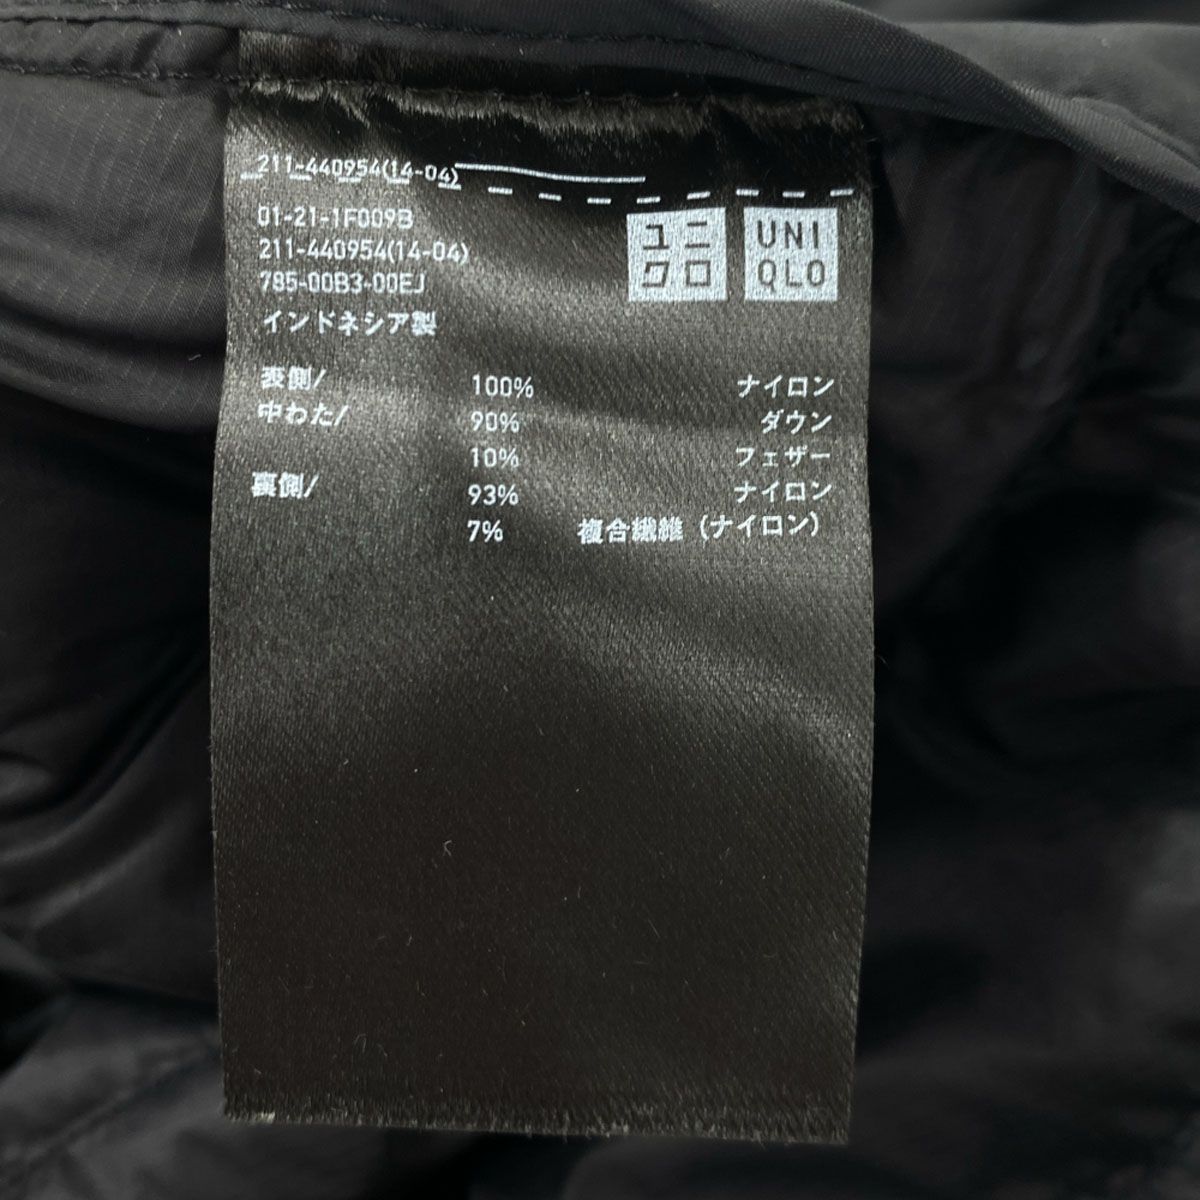 211-440954(14-04)
01-21-1F009B
211-440954(14-04)
785-00B3-00EJ
インドネシア製
ユニ
クロ
UNI
QLO
表側/ 100% ナイロン
中わた/ 90% ダウン
10% フェザー
裏側/ 93% ナイロン
7% 複合繊維（ナイロン）